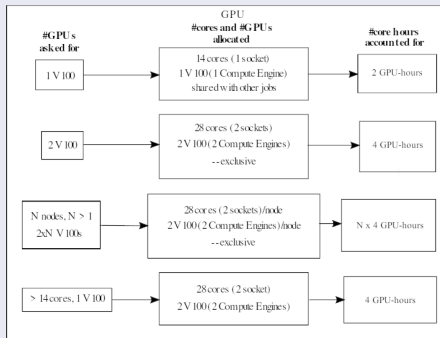 GPU
#GPUs
asked for
#cores and #GPUs
allocated
#core hours
accounted for
1 V100
14 cores (1 socket)
1 V100 (1 Compute Engine)
shared with other jobs
2 GPU-hours
2 V100
28 cores (2 sockets)
2 V100 (2 Compute Engines)
--exclusive
4 GPU-hours
N nodes, N > 1
2xN V100s
28 cores (2 sockets)/node
2 V100 (2 Compute Engines)/node
--exclusive
N x 4 GPU-hours
> 14 cores, 1 V100
28 cores (2 socket)
2 V100 (2 Compute Engines)
4 GPU-hours